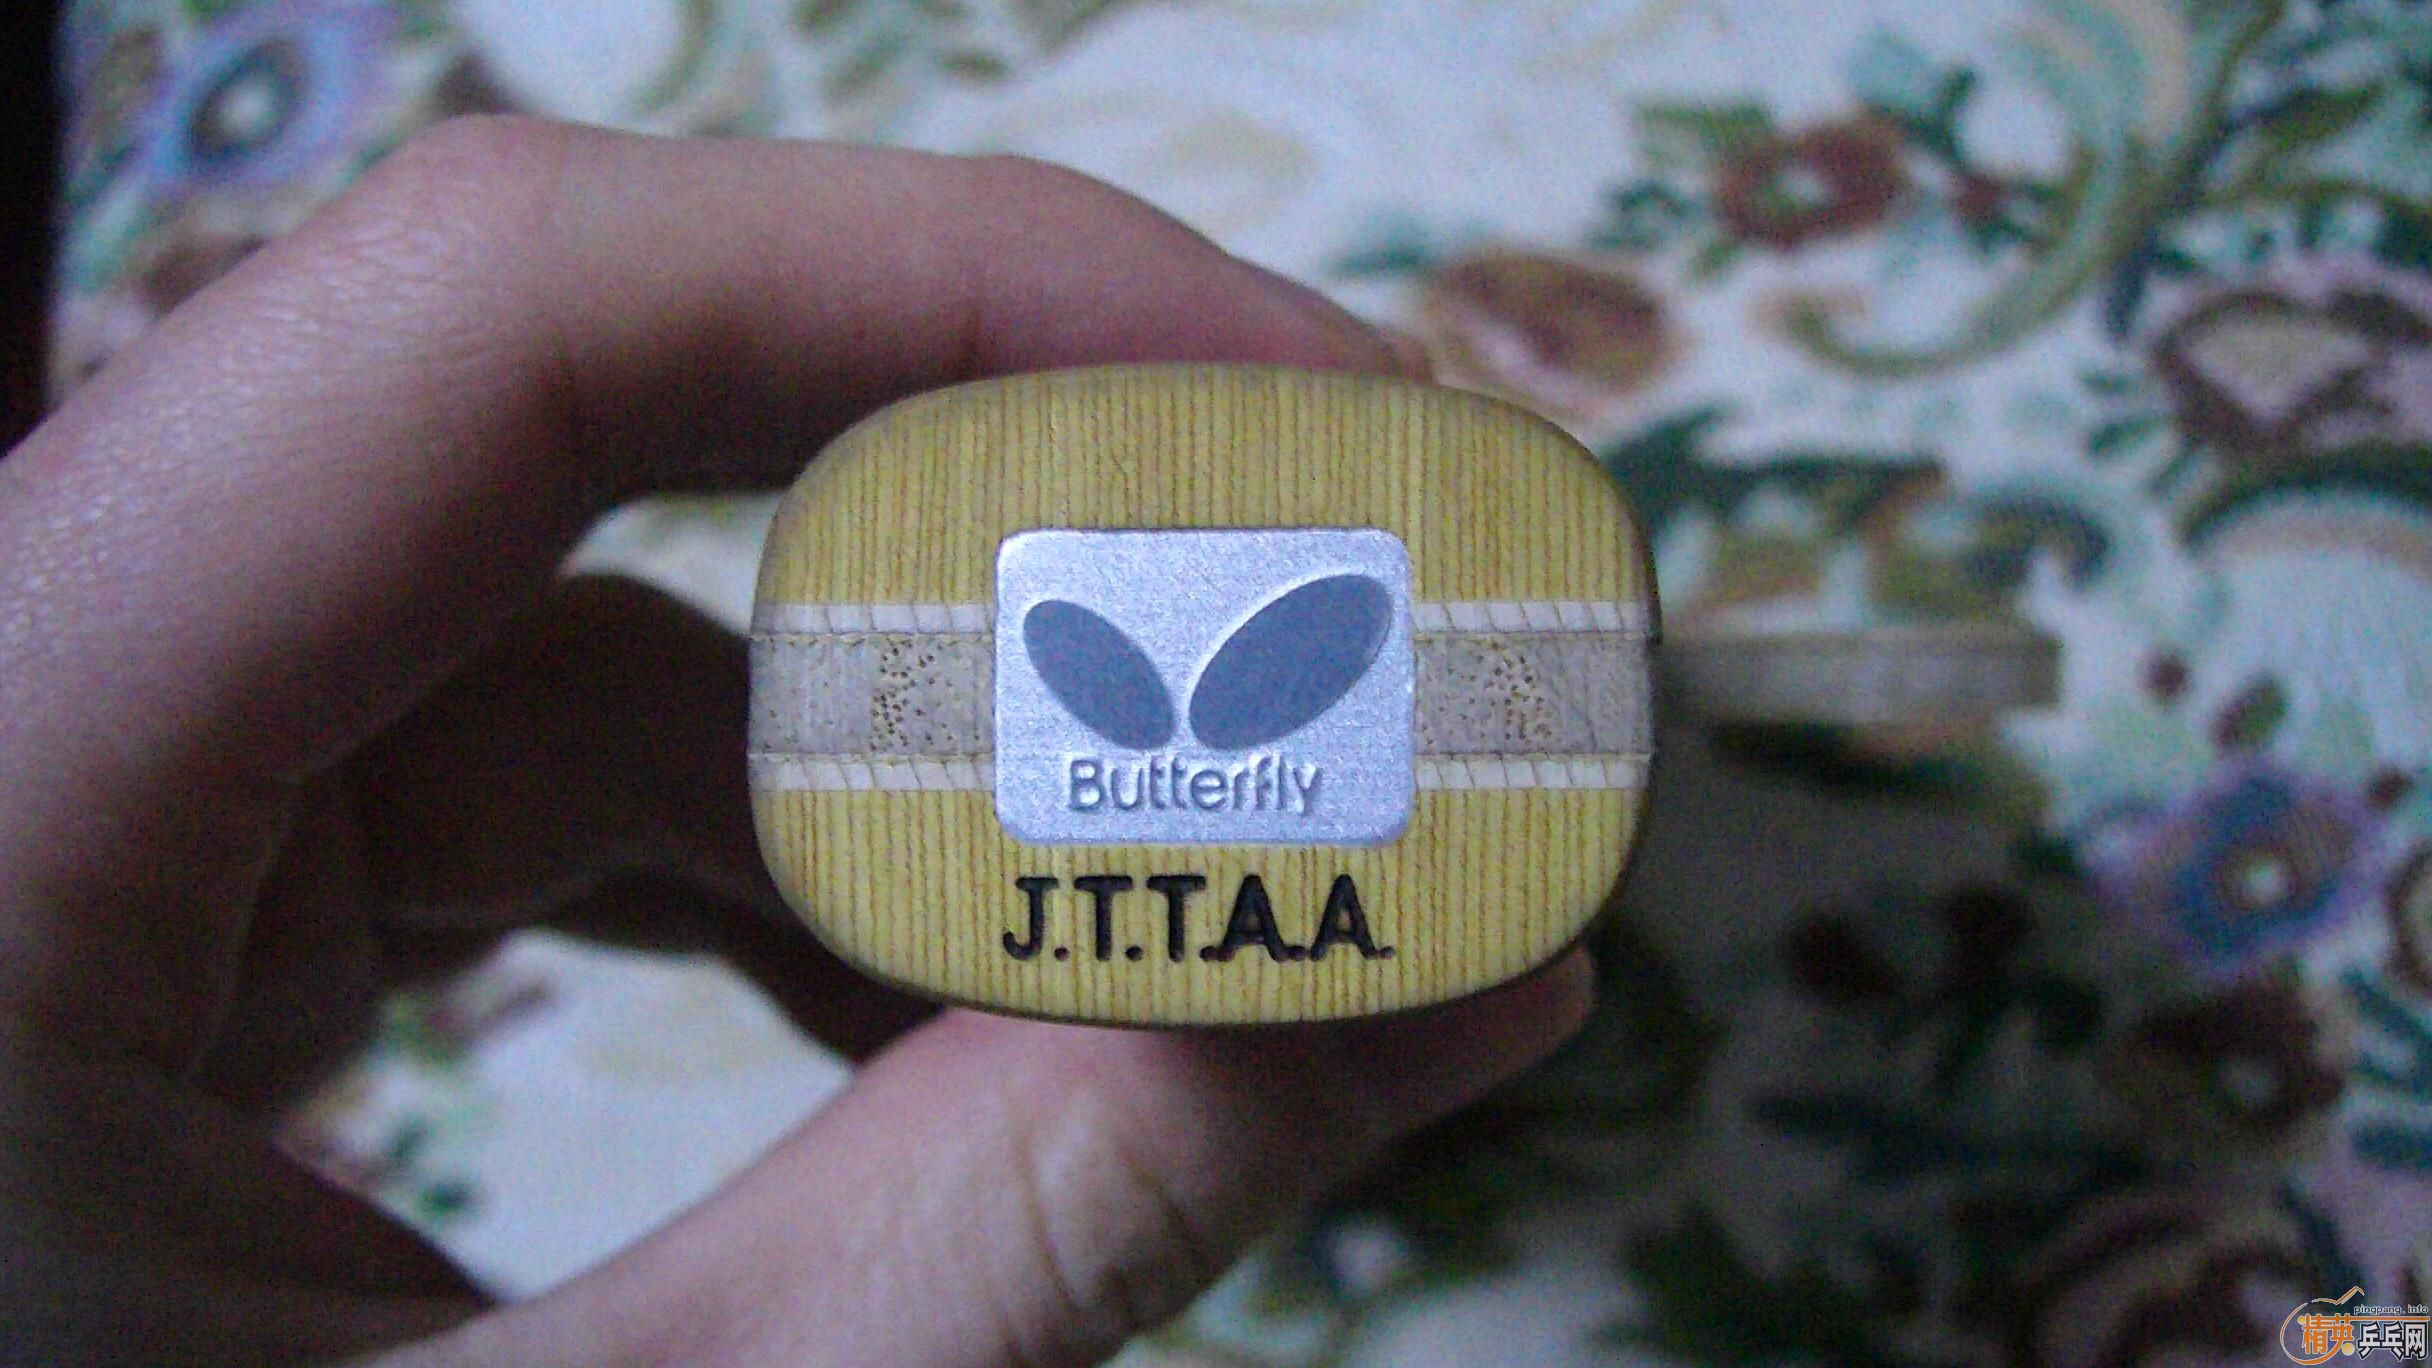 Butterfly
J.T.T.A.A.
pingpang.info
精英乒乓网